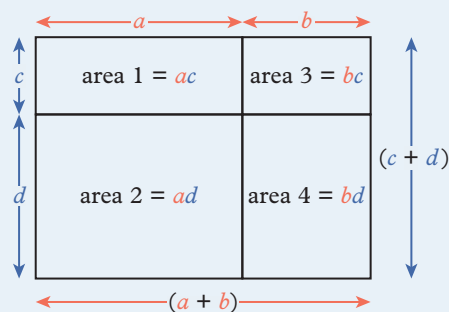 a b
c area 1 = ac area 3 = bc
(c + d)
d area 2 = ad area 4 = bd
(a + b)